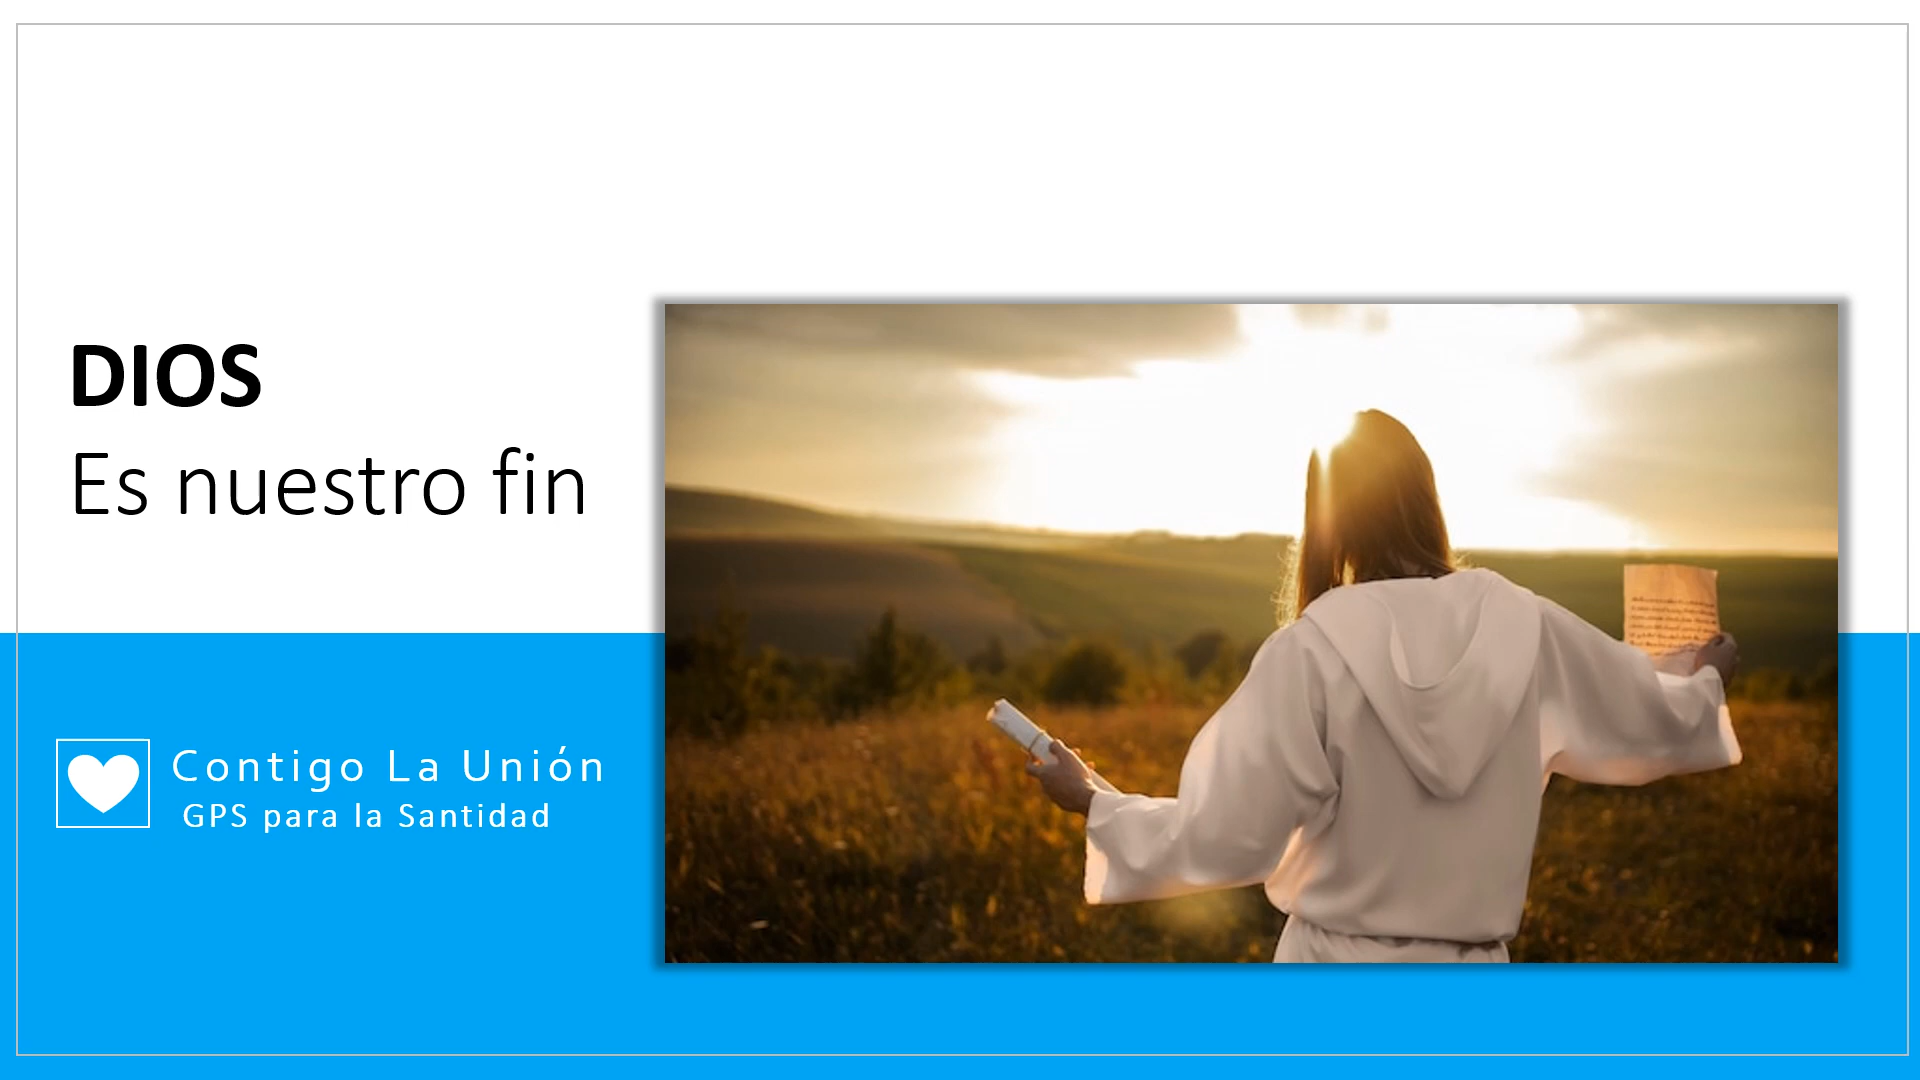 DIOS
Es nuestro fin
Contigo La Unión
GPS para la Santidad